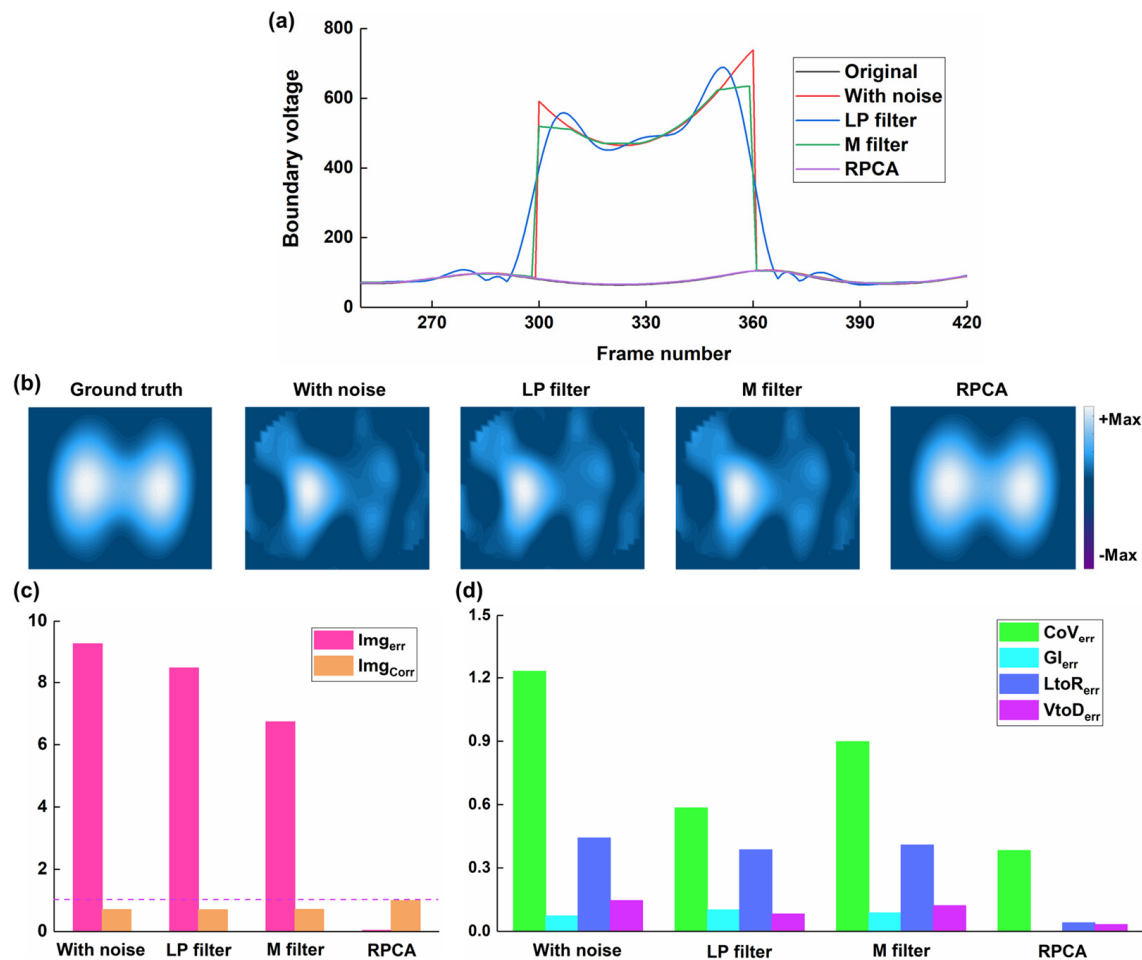 (a)
800
600
400
200
0
Boundary voltage
Original
With noise
LP filter
M filter
RPCA
270 300 330 360 390 420
Frame number
(b)
Ground truth With noise LP filter M filter RPCA
+Max
-Max
(c)
10
8
6
4
2
0
Img_err
Img_Corr
With noise LP filter M filter RPCA
(d)
1.5
1.2
0.9
0.6
0.3
0.0
CoV_err
GI_err
LtoR_err
VtoD_err
With noise LP filter M filter RPCA